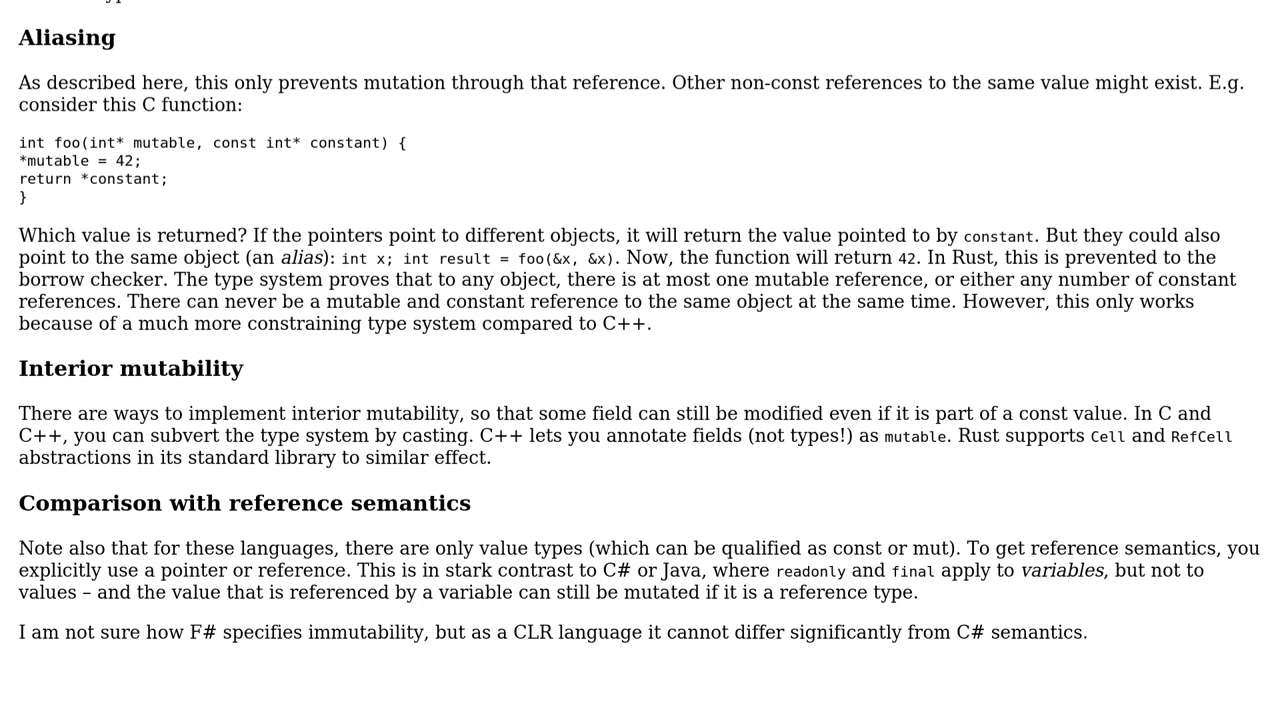 Aliasing
As described here, this only prevents mutation through that reference. Other non-const references to the same value might exist. E.g.
consider this C function:
int foo(int* mutable, const int* constant) {
*mutable = 42;
return *constant;
}
Which value is returned? If the pointers point to different objects, it will return the value pointed to by constant. But they could also
point to the same object (an alias): int x; int result = foo(&x, &x). Now, the function will return 42. In Rust, this is prevented to the
borrow checker. The type system proves that to any object, there is at most one mutable reference, or either any number of constant
references. There can never be a mutable and constant reference to the same object at the same time. However, this only works
because of a much more constraining type system compared to C++.
Interior mutability
There are ways to implement interior mutability, so that some field can still be modified even if it is part of a const value. In C and
C++, you can subvert the type system by casting. C++ lets you annotate fields (not types!) as mutable. Rust supports Cell and RefCell
abstractions in its standard library to similar effect.
Comparison with reference semantics
Note also that for these languages, there are only value types (which can be qualified as const or mut). To get reference semantics, you
explicitly use a pointer or reference. This is in stark contrast to C# or Java, where readonly and final apply to variables, but not to
values – and the value that is referenced by a variable can still be mutated if it is a reference type.
I am not sure how F# specifies immutability, but as a CLR language it cannot differ significantly from C# semantics.